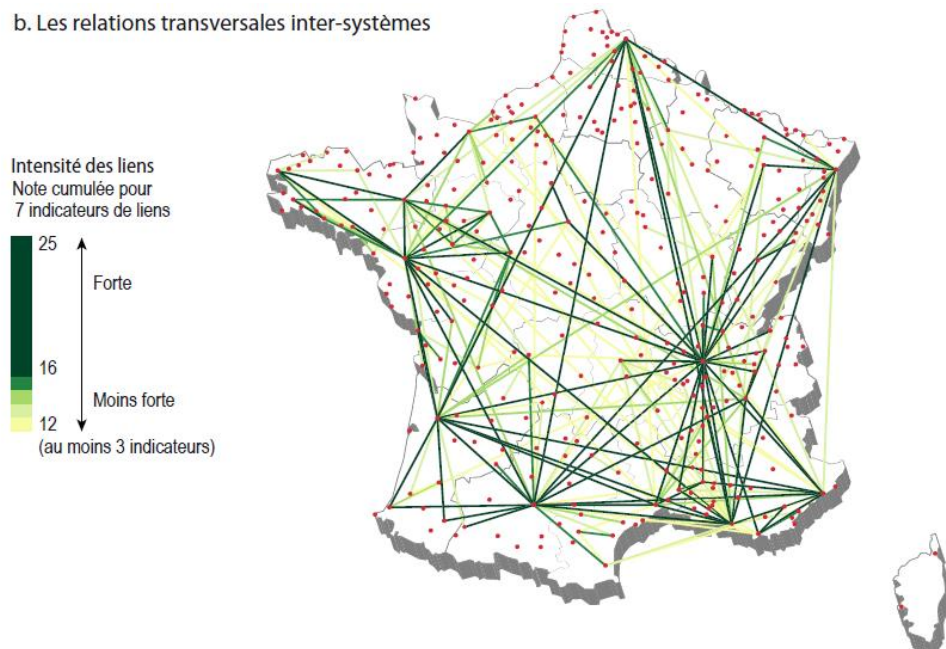 b. Les relations transversales inter-systèmes
Intensité des liens
Note cumulée pour
7 indicateurs de liens
25
Forte
16
Moins forte
12
(au moins 3 indicateurs)